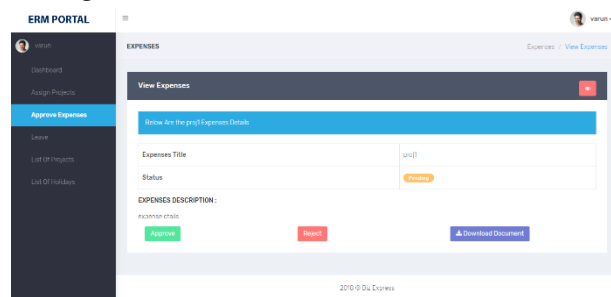 ERM PORTAL
varun
varun
Dashboard
Assign Projects
Approve Expenses
Leave
List Of Projects
List Of Holidays
EXPENSES
Expenses / View Expenses
View Expenses
Below Are the proj1 Expenses Details
Expenses Title
proj1
Status
Pending
EXPENSES DESCRIPTION :
expense
Approve
Reject
Download Document
2018 © Biz Express